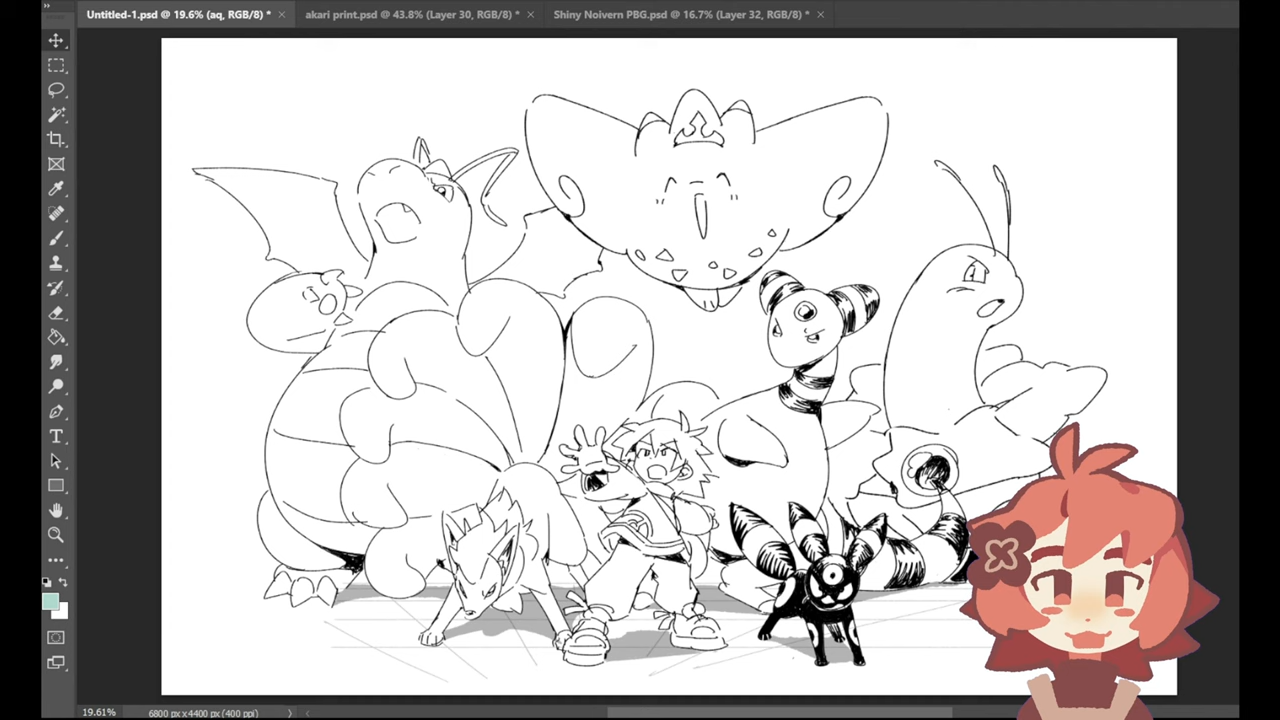 Untitled-1.psd @ 19.6% (aq, RGB/8) * ×
akari print.psd @ 43.8% (Layer 30, RGB/8) * ×
Shiny Noivern PBG.psd @ 16.7% (Layer 32, RGB/8) * ×
T
19.61%
6800 px x 4400 px (400 ppi)